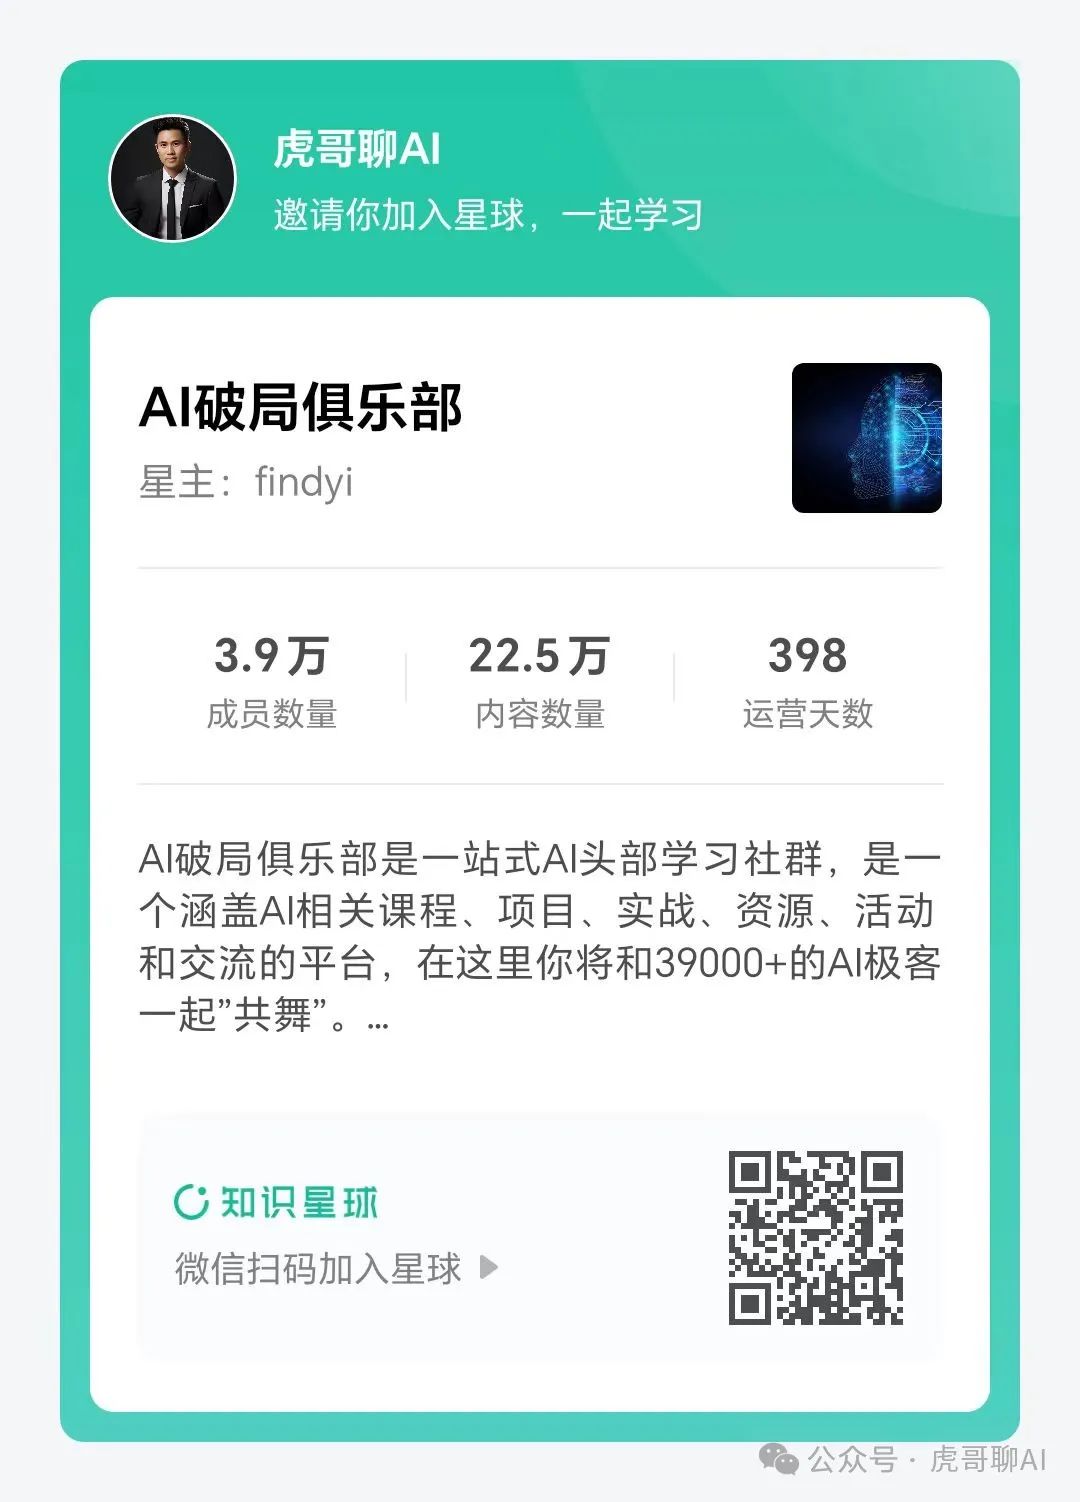 虎哥聊AI
邀请你加入星球，一起学习
AI破局俱乐部
星主：findyi
3.9万 22.5万 398
成员数量 内容数量 运营天数
AI破局俱乐部是一站式AI头部学习社群，是一
个涵盖AI相关课程、项目、实战、资源、活动
和交流的平台，在这里你将和39000+的AI极客
一起”共舞”。...
知识星球
微信扫码加入星球
公众号·虎哥聊AI